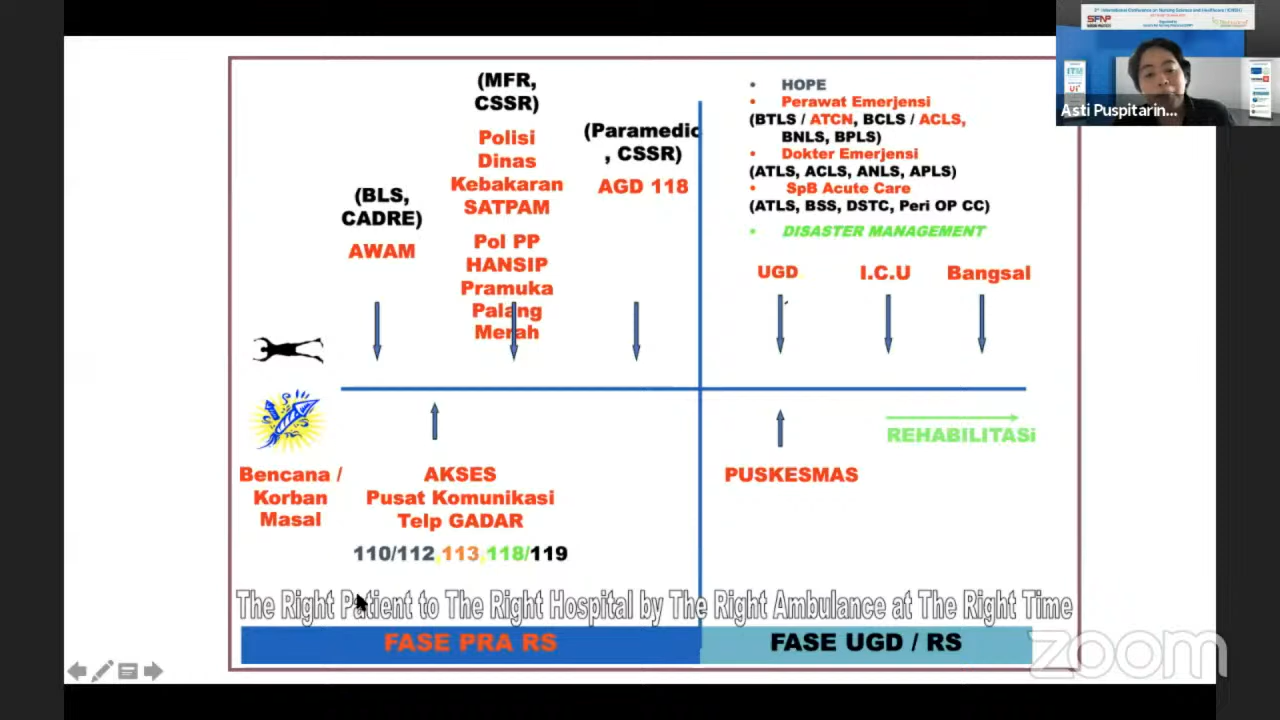 (MFR,
CSSR)
Polisi
Dinas
Kebakaran
SATPAM
Pol PP
HANSIP
Pramuka
Palang
Merah
(BLS,
CADRE)
AWAM
(Paramedic
, CSSR)
AGD 118
• HOPE
• Perawat Emerjensi
(BTLS / ATCN, BCLS / ACLS,
BNLS, BPLS)
• Dokter Emerjensi
(ATLS, ACLS, ANLS, APLS)
• SpB Acute Care
(ATLS, BSS, DSTC, Peri OP CC)
• DISASTER MANAGEMENT
UGD
I.C.U
Bangsal
Bencana /
Korban
Masal
AKSES
Pusat Komunikasi
Telp GADAR
110/112,113,118/119
PUSKESMAS
REHABILITASi
The Right Patient to The Right Hospital by The Right Ambulance at The Right Time
FASE PRA RS
FASE UGD / RS
zoom
Asti Puspitarin...